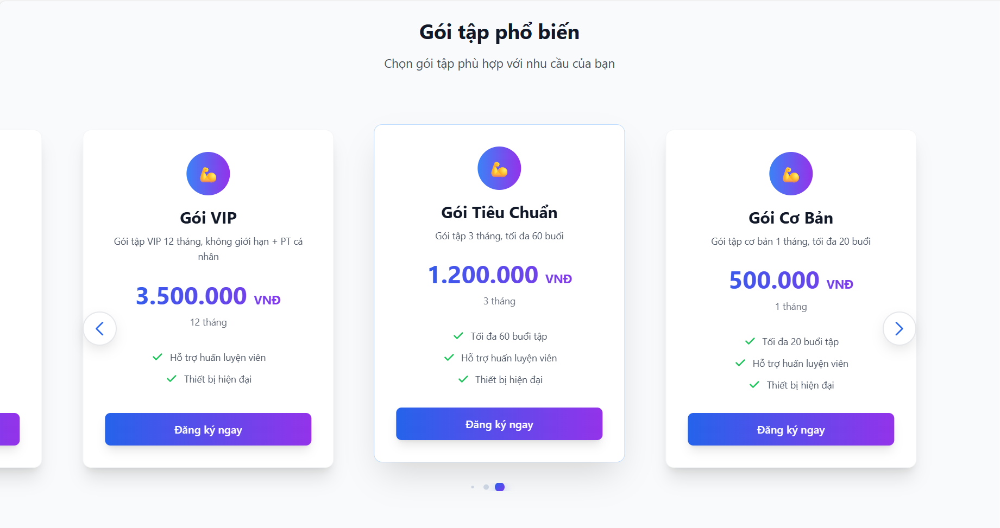 Gói tập phổ biến
Chọn gói tập phù hợp với nhu cầu của bạn
Gói VIP
Gói tập VIP 12 tháng, không giới hạn + PT cá
nhân
3.500.000 VNĐ
12 tháng
Hỗ trợ huấn luyện viên
Thiết bị hiện đại
Đăng ký ngay
Gói Tiêu Chuẩn
Gói tập 3 tháng, tối đa 60 buổi
1.200.000 VNĐ
3 tháng
Tối đa 60 buổi tập
Hỗ trợ huấn luyện viên
Thiết bị hiện đại
Đăng ký ngay
Gói Cơ Bản
Gói tập cơ bản 1 tháng, tối đa 20 buổi
500.000 VNĐ
1 tháng
Tối đa 20 buổi tập
Hỗ trợ huấn luyện viên
Thiết bị hiện đại
Đăng ký ngay